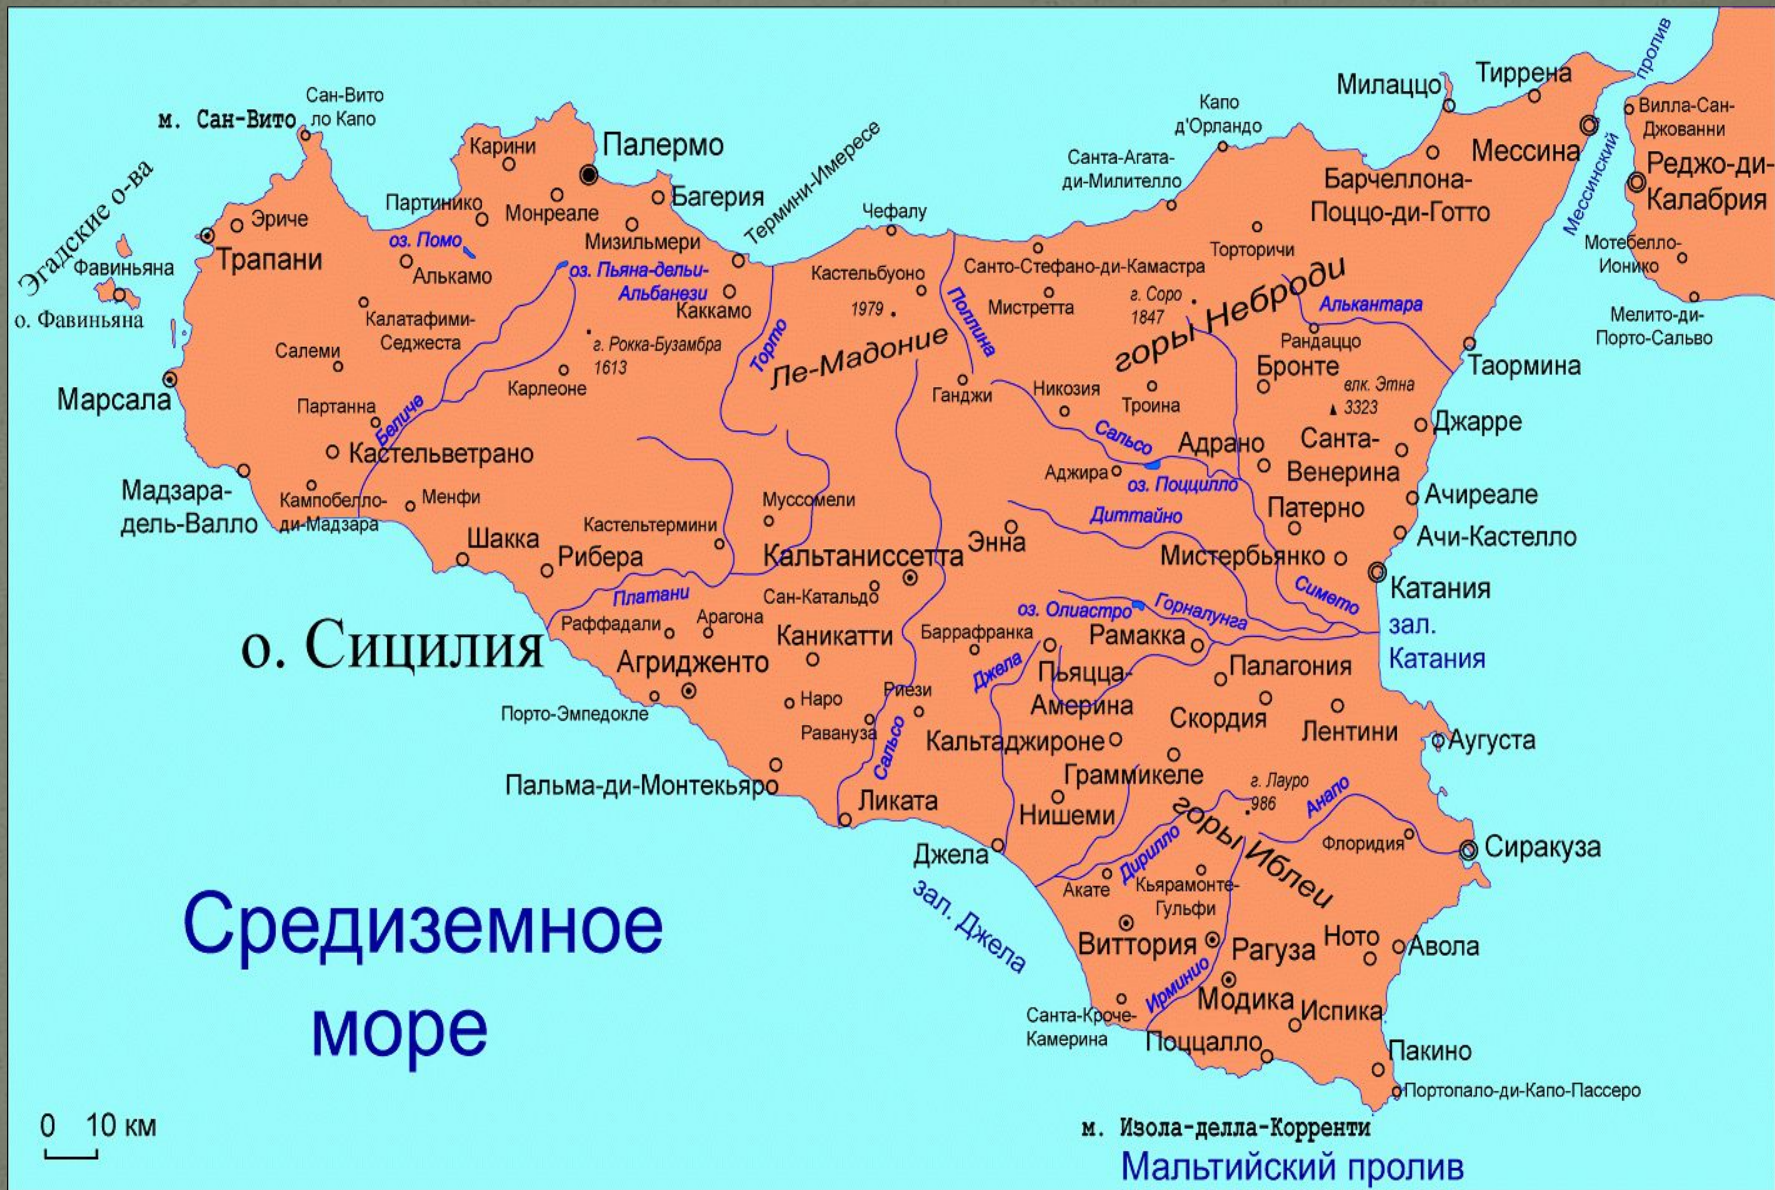 м. Сан-Вито
Сан-Вито
ло Капо
Эгадские о-ва
Фавиньяна
о. Фавиньяна
Эриче
Трапани
Карини
Палермо
Партинико
Монреале
Багерия
Мизильмери
Термини-Имересе
оз. Помо
Алькамо
оз. Пьяна-дельи-
Альбанези
Каккамо
Калатафими-
Седжеста
Салеми
г. Рокка-Бузамбра
1613
Карлеоне
Торто
Марсала
Партанна
Беличе
Кастельветрано
Мадзара-
дель-Валло
Кампобелло-
ди-Мадзара
Менфи
Шакка
Рибера
Чефалу
Кастельбуоно
1979
Ле-Мадоние
Поллина
Ганджи
Санта-Агата-
ди-Милителло
Капо
д'Орландо
Санто-Стефано-ди-Камастра
Мистретта
г. Соро
1847
горы Неброди
Торторичи
Милаццо
Тиррена
Барчеллона-
Поццо-ди-Готто
Мессина
Мессинский
пролив
Вилла-Сан-
Джованни
Реджо-ди-
Калабрия
Мотебелло-
Ионико
Мелито-ди-
Порто-Сальво
Алькантара
Рандаццо
Бронте
Таормина
влк. Этна
3323
Никозия
Троина
Сальсо
Адрано
Санта-
Венерина
Джарре
Аджира
оз. Поццилло
Ачиреале
Диттайно
Патерно
Ачи-Кастелло
Мистербьянко
Катания
зал.
Катания
Симето
Муссомели
Кастельтермини
Кальтаниссетта
Энна
Сан-Катальдо
Платани
о. Сицилия
Раффадали
Арагона
Каникатти
Агридженто
Порто-Эмпедокле
Наро
Равануза
Риези
Сальсо
Баррафранка
оз. Олиастро
Горналунга
Рамакка
Джела
Пьяцца-
Америна
Палагония
Скордия
Лентини
Аугуста
Кальтаджироне
Граммикеле
Нишеми
Пальма-ди-Монтекьяро
Ликата
Джела
зал. Джела
г. Лауро
986
Анапо
горы Иблеи
Флоридия
Сиракуза
Дирилло
Акате
Кьярамонте-
Гульфи
Виттория
Рагуза
Ното
Авола
Ирминио
Модика
Испика
Санта-Кроче-
Камерина
Поццалло
Пакино
Портопало-ди-Капо-Пассеро
м. Изола-делла-Корренти
Мальтийский пролив
Средиземное
море
0 10 км